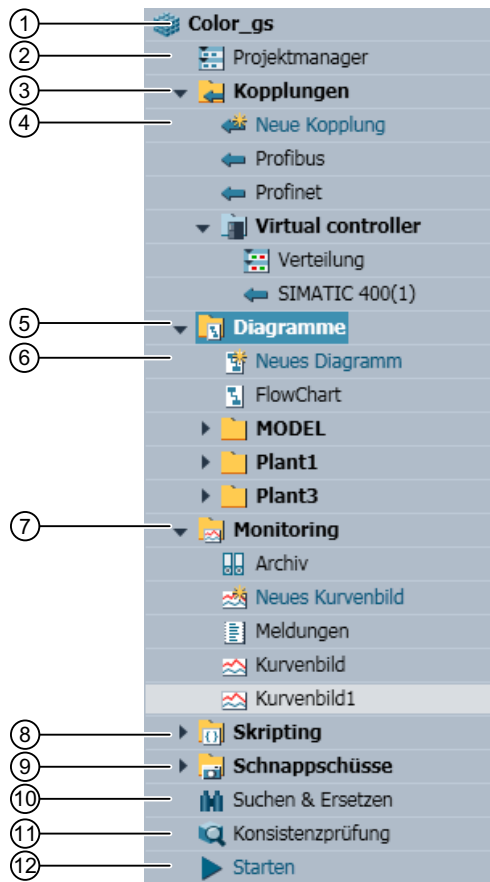 ① Color_gs
② Projektmanager
③ Kopplungen
④ Neue Kopplung
Profibus
Profinet
Virtual controller
Verteilung
SIMATIC 400(1)
⑤ Diagramme
⑥ Neues Diagramm
FlowChart
MODEL
Plant1
Plant3
⑦ Monitoring
Archiv
Neues Kurvenbild
Meldungen
Kurvenbild
Kurvenbild1
⑧ Skripting
⑨ Schnappschüsse
⑩ Suchen & Ersetzen
⑪ Konsistenzprüfung
⑫ Starten